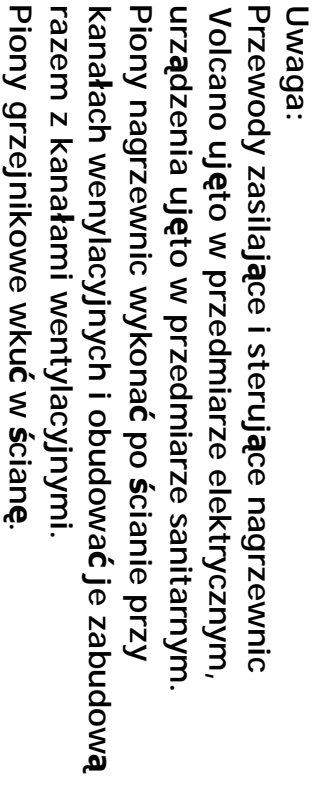 Uwaga:
Przewody zasilające i sterujące nagrzewnic
Volcano ujęto w przedmiarze elektrycznym,
urządzenia ujęto w przedmiarze sanitarnym.
Piony nagrzewnic wykonać po ścianie przy
kanałach wenylacyjnych i obudować je zabudową
razem z kanałami wentylacyjnymi.
Piony grzejnikowe wkuć w ścianę.